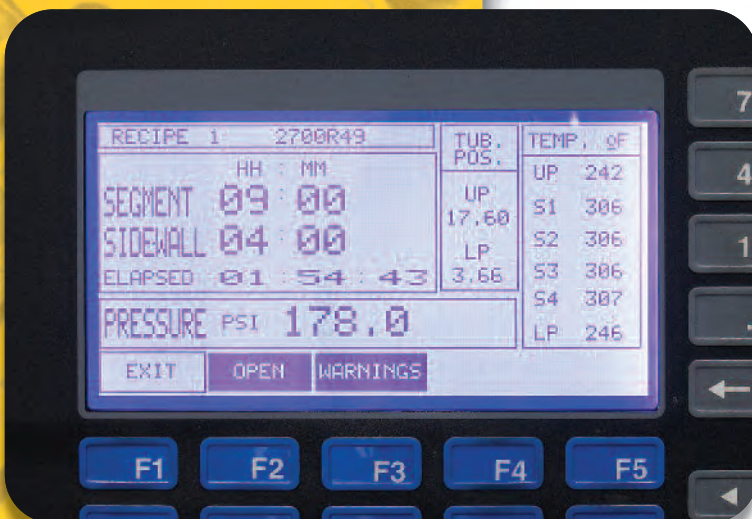 RECIPE 1 2700R49
HH : MM
SEGMENT 09 : 00
SIDEWALL 04 : 00
ELAPSED 01 : 54 : 43
PRESSURE PSI 178.0
TUB.
POS.
UP
17.60
LP
3.66
TEMP. ºF
UP 242
S1 306
S2 306
S3 306
S4 307
LP 246
EXIT OPEN WARNINGS
F1 F2 F3 F4 F5
7
4
1
.